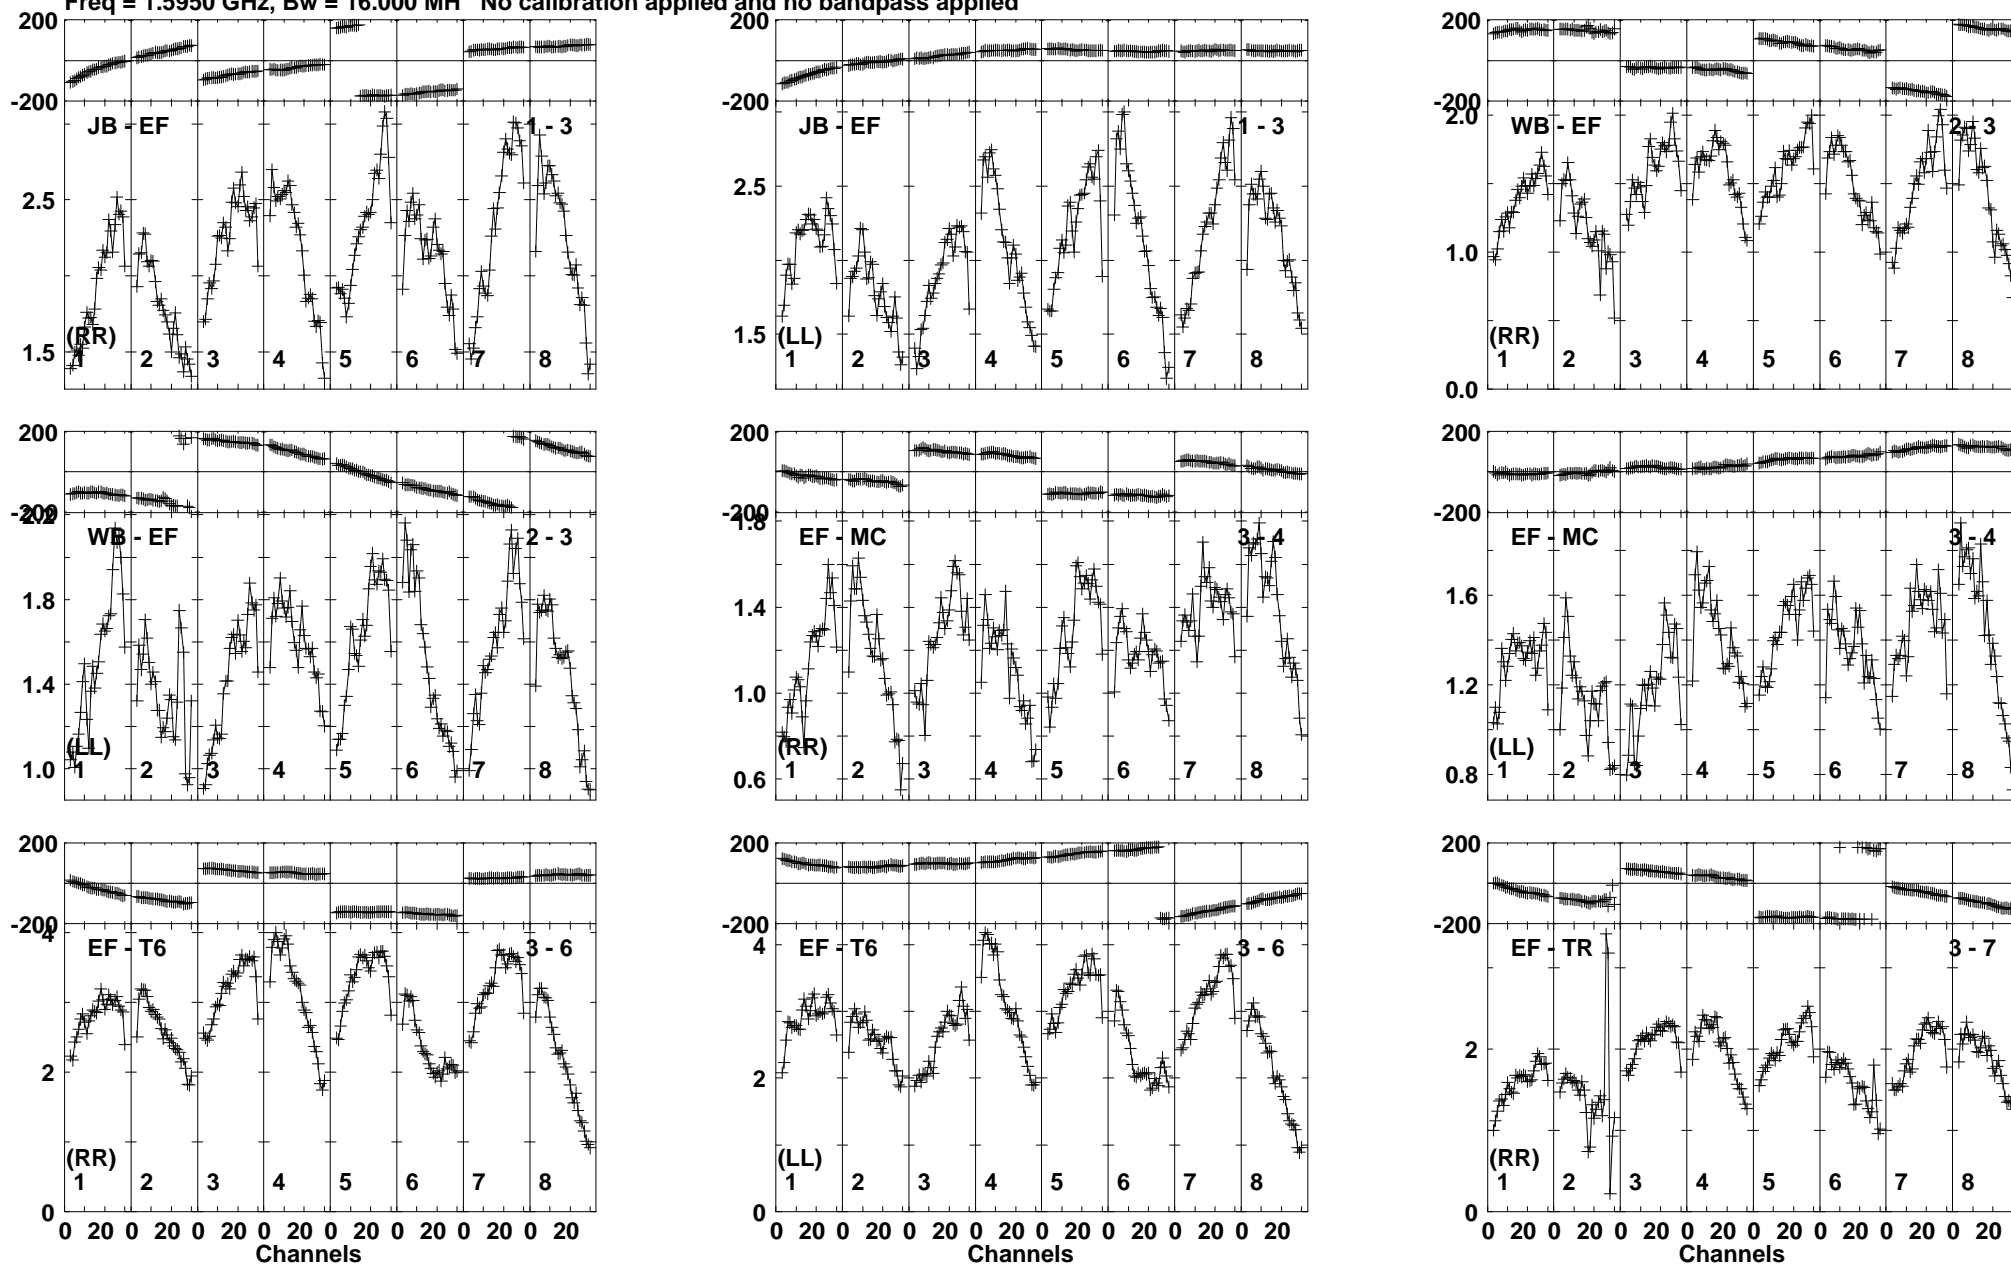 Freq = 1.5950 GHz, Bw = 16.000 MH No calibration applied and no bandpass applied
200 200 200
-200 -200 -200
JB - EF 1 - 3 JB - EF 1 - 3 WB - EF 2 - 3
2.0
2.5 2.5
1.0
1.5 1.5
(RR) (LL) (RR)
1 2 3 4 5 6 7 8 1 2 3 4 5 6 7 8 1 2 3 4 5 6 7 8
0.0
200 200 200
-200 -200 -200
2.2 1.8
WB - EF 2 - 3 EF - MC 3 - 4 EF - MC 3 - 4
1.8 1.4 1.6
1.4 1.0 1.2
1.0 0.6 0.8
(LL) (RR) (LL)
1 2 3 4 5 6 7 8 1 2 3 4 5 6 7 8 1 2 3 4 5 6 7 8
200 200 200
-200 -200 -200
4 4
EF - T6 3 - 6 EF - T6 3 - 6 EF - TR 3 - 7
2 2 2
(RR) (LL) (RR)
1 2 3 4 5 6 7 8 1 2 3 4 5 6 7 8 1 2 3 4 5 6 7 8
0 0 0
0 20 0 20 0 20 0 20 0 20 0 20 0 20 0 20 0 20 0 20 0 20 0 20 0 20 0 20 0 20 0 20 0 20 0 20 0 20 0 20 0 20 0 20 0 20 0 20
Channels Channels Channels